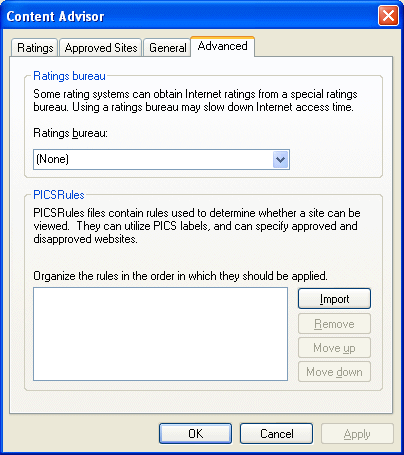 Content Advisor
Ratings Approved Sites General Advanced
Ratings bureau
Some rating systems can obtain Internet ratings from a special ratings
bureau. Using a ratings bureau may slow down Internet access time.
Ratings bureau:
(None)
PICSRules
PICSRules files contain rules used to determine whether a site can be
viewed. They can utilize PICS labels, and can specify approved and
disapproved websites.
Organize the rules in the order in which they should be applied.
Import
Remove
Move up
Move down
OK Cancel Apply